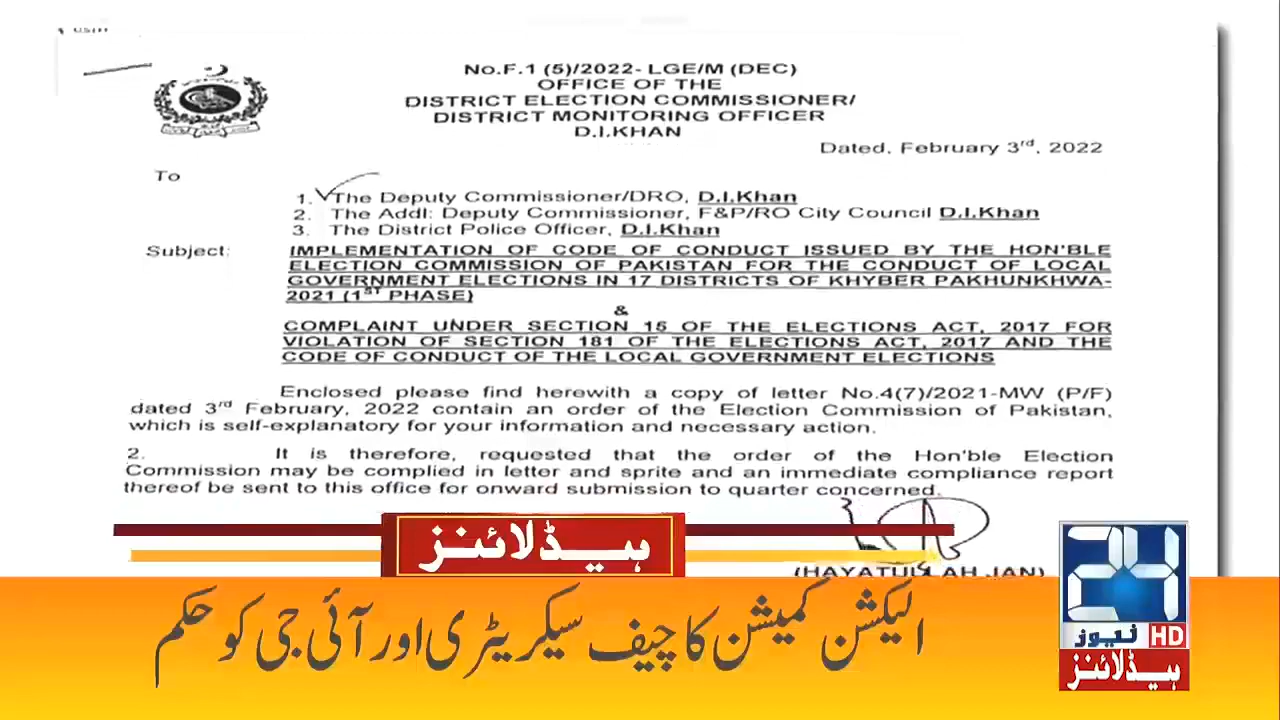 No.F.1 (5)/2022- LGE/M (DEC)
OFFICE OF THE
DISTRICT ELECTION COMMISSIONER/
DISTRICT MONITORING OFFICER
D.I.KHAN
Dated, February 3rd, 2022
To
1. The Deputy Commissioner/DRO, D.I.Khan
2. The Addl: Deputy Commissioner, F&P/RO City Council D.I.Khan
3. The District Police Officer, D.I.Khan
Subject: IMPLEMENTATION OF CODE OF CONDUCT ISSUED BY THE HON'BLE
ELECTION COMMISSION OF PAKISTAN FOR THE CONDUCT OF LOCAL
GOVERNMENT ELECTIONS IN 17 DISTRICTS OF KHYBER PAKHUNKHWA-
2021 (1ST PHASE)
&
COMPLAINT UNDER SECTION 15 OF THE ELECTIONS ACT, 2017 FOR
VIOLATION OF SECTION 181 OF THE ELECTIONS ACT, 2017 AND THE
CODE OF CONDUCT OF THE LOCAL GOVERNMENT ELECTIONS
Enclosed please find herewith a copy of letter No.4(7)/2021-MW (P/F)
dated 3rd February, 2022 contain an order of the Election Commission of Pakistan,
which is self-explanatory for your information and necessary action.
2. It is therefore, requested that the order of the Hon'ble Election
Commission may be complied in letter and sprite and an immediate compliance report
thereof be sent to this office for onward submission to quarter concerned.
(HAYATULLAH JAN)
ہیڈلائنز
الیکشن کمیشن کا چیف سیکریٹری اور آئی جی کو حکم
24
نیوز HD
ہیڈلائنز